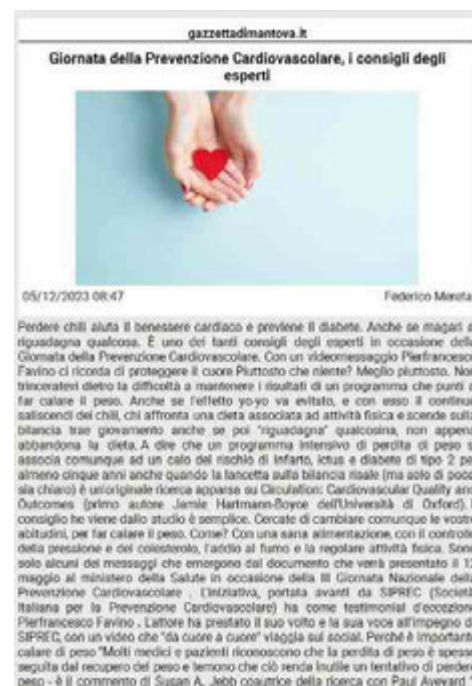 gazzettadimantova.it
Giornata della Prevenzione Cardiovascolare, i consigli degli
esperti
05/12/2023 08:47
Federico Mereta
Perdere chili aiuta il benessere cardiaco e previene il diabete. Anche se magari si
riguadagna qualcosa. È uno dei tanti consigli degli esperti in occasione della
Giornata della Prevenzione Cardiovascolare. Con un videomessaggio Pierfrancesco
Favino ci ricorda di proteggere il cuore Piuttosto che niente? Meglio piuttosto. Non
trinceratevi dietro la difficoltà a mantenere i risultati di un programma che punti a
far calare il peso. Anche se l'effetto yo-yo va evitato, e con esso il continuo
saliscendi dei chili, chi affronta una dieta associata ad attività fisica e scende sulla
bilancia trae giovamento anche se poi "riguadagna" qualcosina, non appena
abbandona la dieta. A dire che un programma intensivo di perdita di peso si
associa comunque ad un calo del rischio di infarto, ictus e diabete di tipo 2 per
almeno cinque anni anche quando la lancetta sulla bilancia risale (ma solo di poco,
sia chiaro) è un'originale ricerca apparsa su Circulation: Cardiovascular Quality and
Outcomes (primo autore Jamie Hartmann-Boyce dell'Università di Oxford). Il
consiglio he viene dallo studio è semplice. Cercate di cambiare comunque le vostre
abitudini, per far calare il peso. Come? Con una sana alimentazione, con il controllo
della pressione e del colesterolo, l'addio al fumo e la regolare attività fisica. Sono
solo alcuni dei messaggi che emergono dal documento che verrà presentato il 12
maggio al ministero della Salute in occasione della III Giornata Nazionale della
Prevenzione Cardiovascolare . L'iniziativa, portata avanti da SIPREC (Società
Italiana per la Prevenzione Cardiovascolare) ha come testimonial d'eccezione
Pierfrancesco Favino . L'attore ha prestato il suo volto e la sua voce all'impegno di
SIPREC, con un video che "da cuore a cuore" viaggia sui social. Perché è importante
calare di peso "Molti medici e pazienti riconoscono che la perdita di peso è spesso
seguita dal recupero del peso e temono che ciò renda inutile un tentativo di perdere
peso - è il commento di Susan A. Jebb coautrice della ricerca con Paul Aveyard